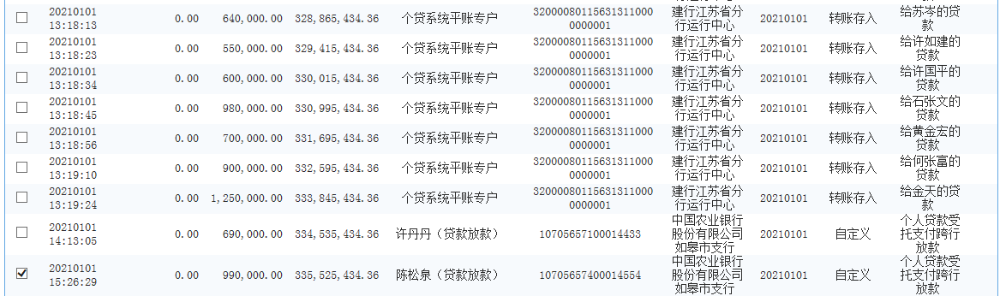 20210101
13:18:13
0.00
640,000.00
328,865,434.36
个贷系统平账专户
32000080115631311000
0000001
建行江苏省分
行运行中心
20210101
转账存入
给苏岑的贷
款
20210101
13:18:23
0.00
550,000.00
329,415,434.36
个贷系统平账专户
32000080115631311000
0000001
建行江苏省分
行运行中心
20210101
转账存入
给许如建的
贷款
20210101
13:18:34
0.00
600,000.00
330,015,434.36
个贷系统平账专户
32000080115631311000
0000001
建行江苏省分
行运行中心
20210101
转账存入
给许国平的
贷款
20210101
13:18:45
0.00
980,000.00
330,995,434.36
个贷系统平账专户
32000080115631311000
0000001
建行江苏省分
行运行中心
20210101
转账存入
给石张文的
贷款
20210101
13:18:56
0.00
700,000.00
331,695,434.36
个贷系统平账专户
32000080115631311000
0000001
建行江苏省分
行运行中心
20210101
转账存入
给黄金宏的
贷款
20210101
13:19:10
0.00
900,000.00
332,595,434.36
个贷系统平账专户
32000080115631311000
0000001
建行江苏省分
行运行中心
20210101
转账存入
给何张富的
贷款
20210101
13:19:24
0.00
1,250,000.00
333,845,434.36
个贷系统平账专户
32000080115631311000
0000001
建行江苏省分
行运行中心
20210101
转账存入
给金天的贷
款
20210101
14:13:05
0.00
690,000.00
334,535,434.36
许丹丹（贷款放款）
10705657100014433
中国农业银行
股份有限公司
如皋市支行
20210101
自定义
个人贷款受
托支付跨行
放款
20210101
15:26:29
0.00
990,000.00
335,525,434.36
陈松泉（贷款放款）
10705657400014554
中国农业银行
股份有限公司
如皋市支行
20210101
自定义
个人贷款受
托支付跨行
放款